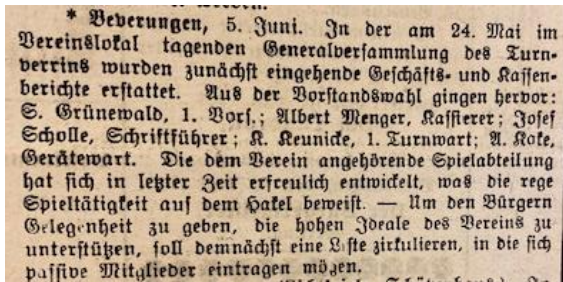 * Beverungen, 5. Juni. In der am 24. Mai im
Vereinslokal tagenden Generalversammlung des Turn-
verrins wurden zunächst eingehende Geschäfts- und Kassen-
berichte erstattet. Aus der Vorstandswahl gingen hervor:
S. Grünewald, 1. Vors.; Albert Menger, Kassierer; Josef
Scholle, Schriftführer; K. Keunicke, 1. Turnwart; A. Koke,
Gerätewart. Die dem Verein angehörende Spielabteilung
hat sich in letzter Zeit erfreulich entwickelt, was die rege
Spieltätigkeit auf dem Hakel beweist. — Um den Bürgern
Gelegenheit zu geben, die hohen Ideale des Vereins zu
unterstützen, soll demnächst eine Liste zirkulieren, in die sich
passive Mitglieder eintragen mögen.